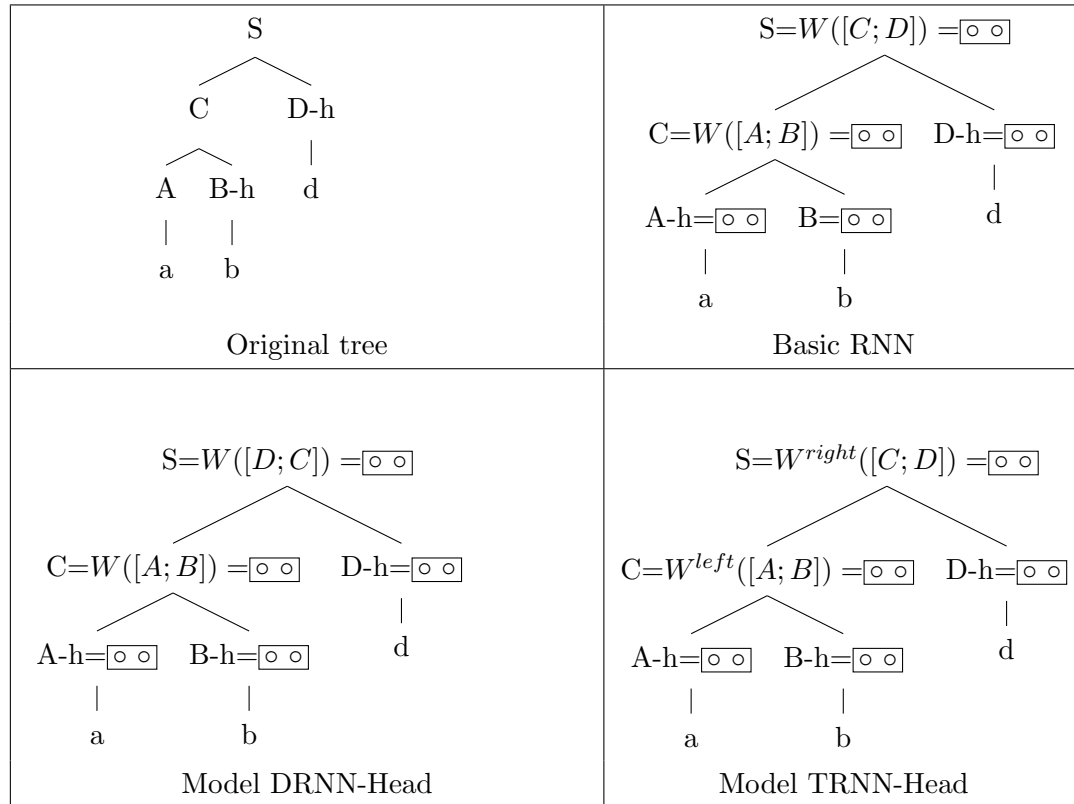 S
C D-h
A B-h d
a b
Original tree
S=W([C; D]) =
C=W([A; B]) = D-h=
A-h= B= d
a b
Basic RNN
S=W([D; C]) =
C=W([A; B]) = D-h=
A-h= B-h= d
a b
Model DRNN-Head
S=W^{right}([C; D]) =
C=W^{left}([A; B]) = D-h=
A-h= B-h= d
a b
Model TRNN-Head